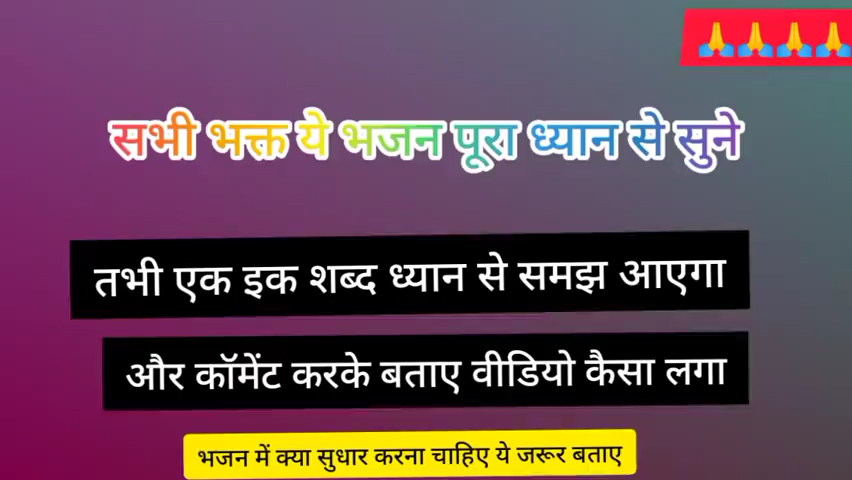 🙏🙏🙏🙏
सभी भक्त ये भजन पूरा ध्यान से सुने
तभी एक इक शब्द ध्यान से समझ आएगा
और कॉमेंट करके बताए वीडियो कैसा लगा
भजन में क्या सुधार करना चाहिए ये जरूर बताए